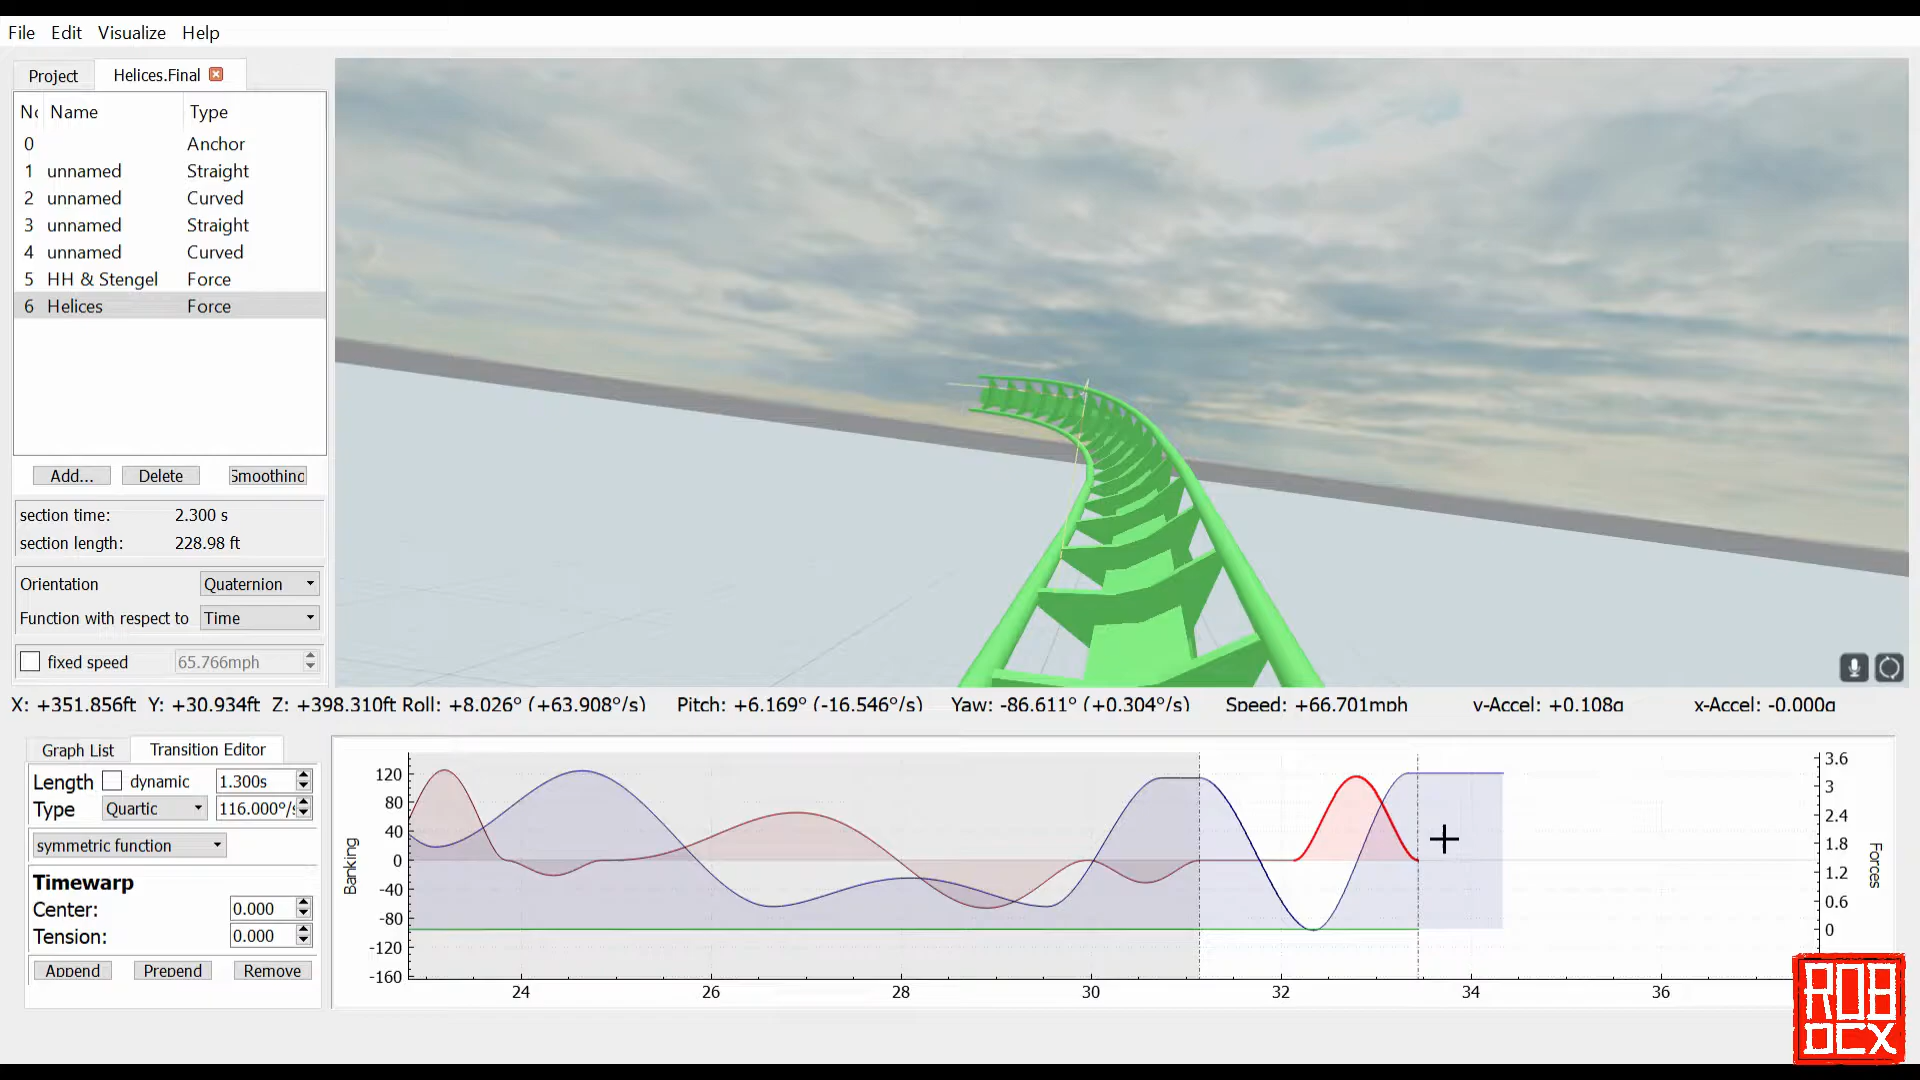 File Edit Visualize Help
Project Helices.Final
Nc Name Type
0 Anchor
1 unnamed Straight
2 unnamed Curved
3 unnamed Straight
4 unnamed Curved
5 HH & Stengel Force
6 Helices Force
Add... Delete Smoothing
section time: 2.300 s
section length: 228.98 ft
Orientation Quaternion
Function with respect to Time
fixed speed 65.766mph
X: +351.856ft Y: +30.934ft Z: +398.310ft Roll: +8.026° (+63.908°/s) Pitch: +6.169° (-16.546°/s) Yaw: -86.611° (+0.304°/s) Speed: +66.701mph y-Accel: +0.108g x-Accel: -0.000g
Graph List Transition Editor
Length dynamic 1.300s
Type Quartic 116.000°/s
symmetric function
Timewarp
Center: 0.000
Tension: 0.000
Append Prepend Remove
Banking
120
80
40
0
-40
-80
-120
-160
24 26 28 30 32 34 36
3.6
3
2.4
1.8
1.2
0.6
0
Forces
ROB
DCX